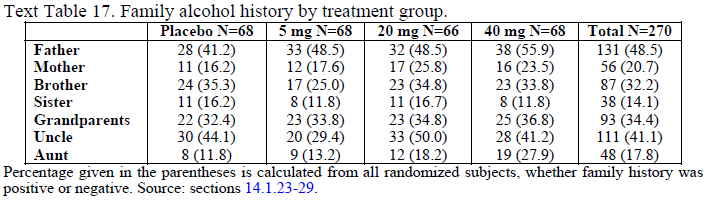 Text Table 17. Family alcohol history by treatment group.
Placebo N=68 5 mg N=68 20 mg N=66 40 mg N=68 Total N=270
Father 28 (41.2) 33 (48.5) 32 (48.5) 38 (55.9) 131 (48.5)
Mother 11 (16.2) 12 (17.6) 17 (25.8) 16 (23.5) 56 (20.7)
Brother 24 (35.3) 17 (25.0) 23 (34.8) 23 (33.8) 87 (32.2)
Sister 11 (16.2) 8 (11.8) 11 (16.7) 8 (11.8) 38 (14.1)
Grandparents 22 (32.4) 23 (33.8) 23 (34.8) 25 (36.8) 93 (34.4)
Uncle 30 (44.1) 20 (29.4) 33 (50.0) 28 (41.2) 111 (41.1)
Aunt 8 (11.8) 9 (13.2) 12 (18.2) 19 (27.9) 48 (17.8)
Percentage given in the parentheses is calculated from all randomized subjects, whether family history was
positive or negative. Source: sections 14.1.23-29.